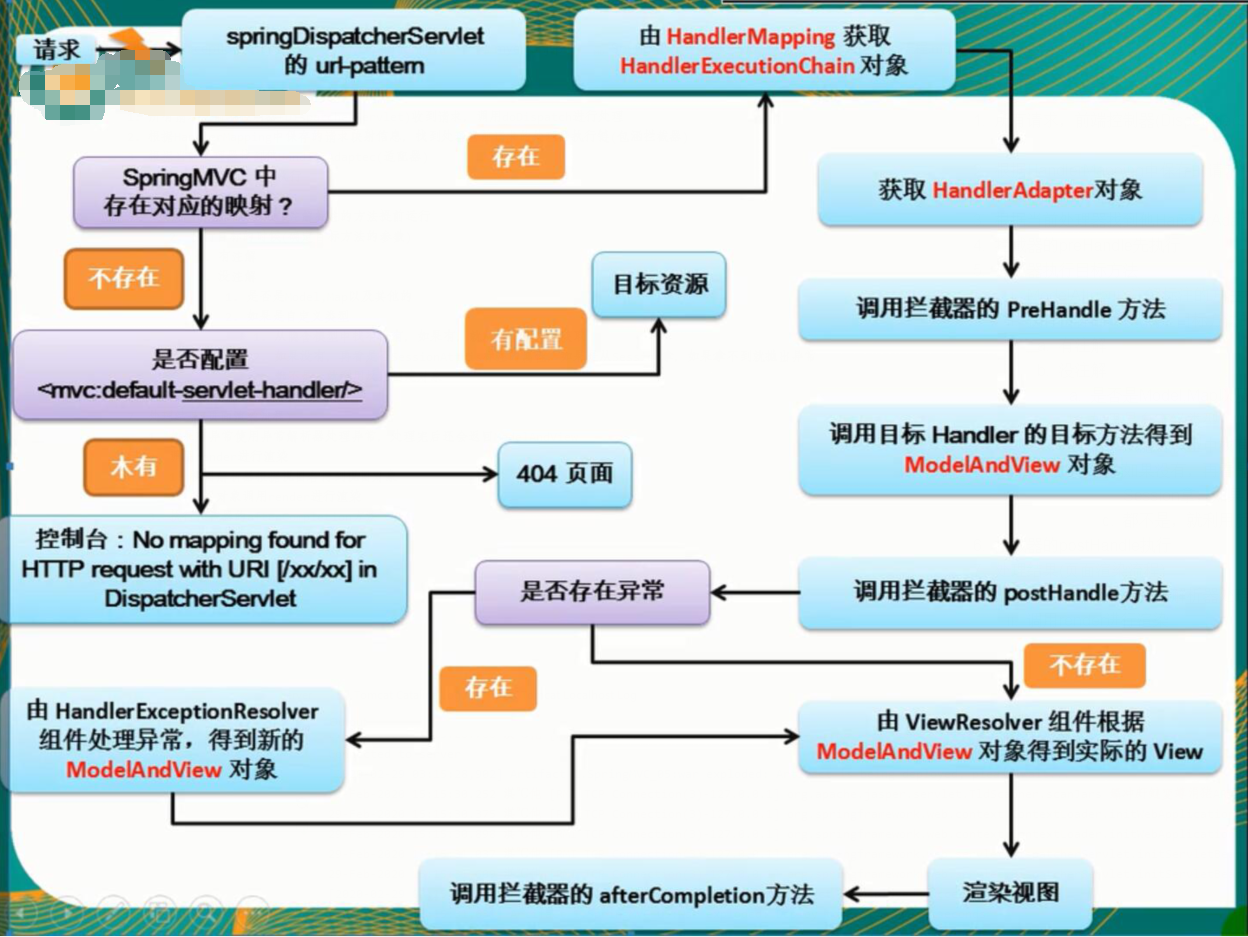 请求
springDispatcherServlet
的 url-pattern
由 HandlerMapping 获取
HandlerExecutionChain 对象
存在
SpringMVC 中
存在对应的映射？
获取 HandlerAdapter对象
不存在
目标资源
调用拦截器的 PreHandle 方法
有配置
是否配置
<mvc:default-servlet-handler/>
调用目标 Handler 的目标方法得到
ModelAndView 对象
木有
404 页面
控制台：No mapping found for
HTTP request with URI [/xx/xx] in
DispatcherServlet
是否存在异常
调用拦截器的 postHandle方法
不存在
存在
由 HandlerExceptionResolver
组件处理异常，得到新的
ModelAndView 对象
由 ViewResolver 组件根据
ModelAndView 对象得到实际的 View
调用拦截器的 afterCompletion方法
渲染视图